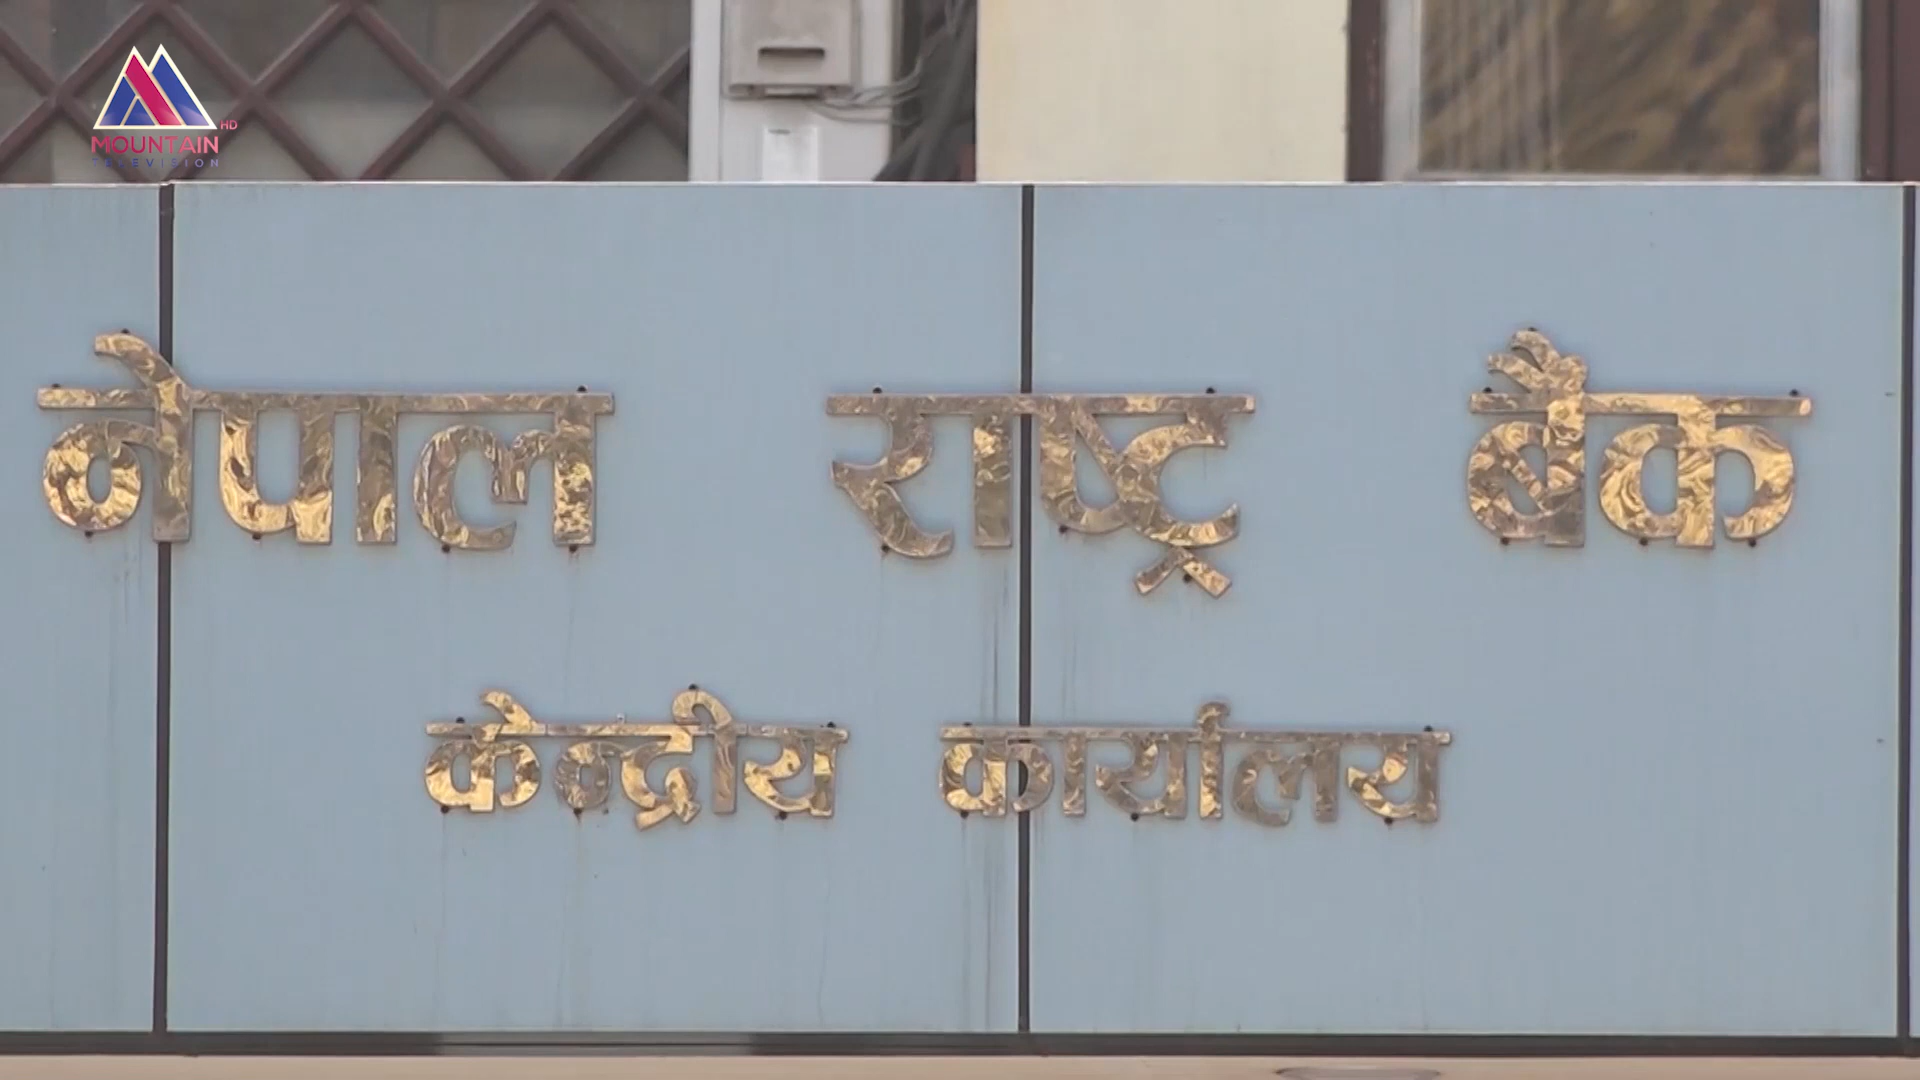 MOUNTAIN HD
TELEVISION
नेपाल राष्ट्र बैंक
केन्द्रीय कार्यालय